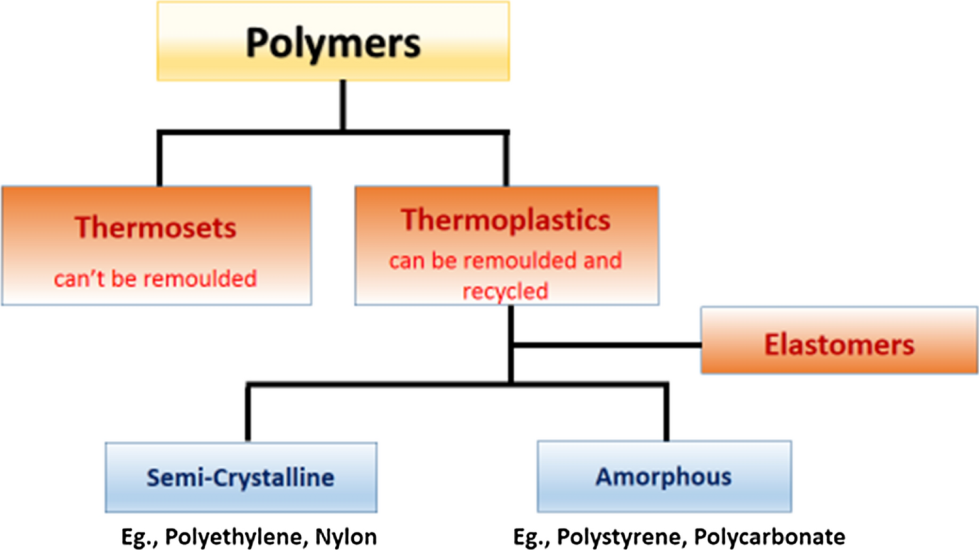 Polymers
Thermosets
can't be remoulded
Thermoplastics
can be remoulded and
recycled
Elastomers
Semi-Crystalline
Amorphous
Eg., Polyethylene, Nylon
Eg., Polystyrene, Polycarbonate